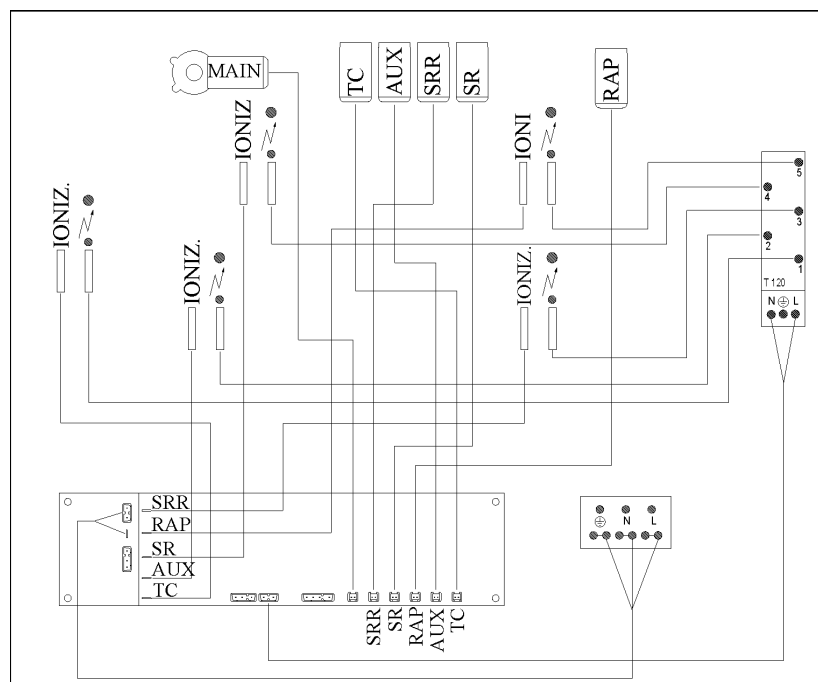 MAIN
TC
AUX
SRR
SR
RAP
IONIZ
IONI
IONIZ.
IONIZ.
IONIZ.
5
4
3
2
1
T 120
N L
SRR
RAP
SR
AUX
TC
N L
SRR
SR
RAP
AUX
TC